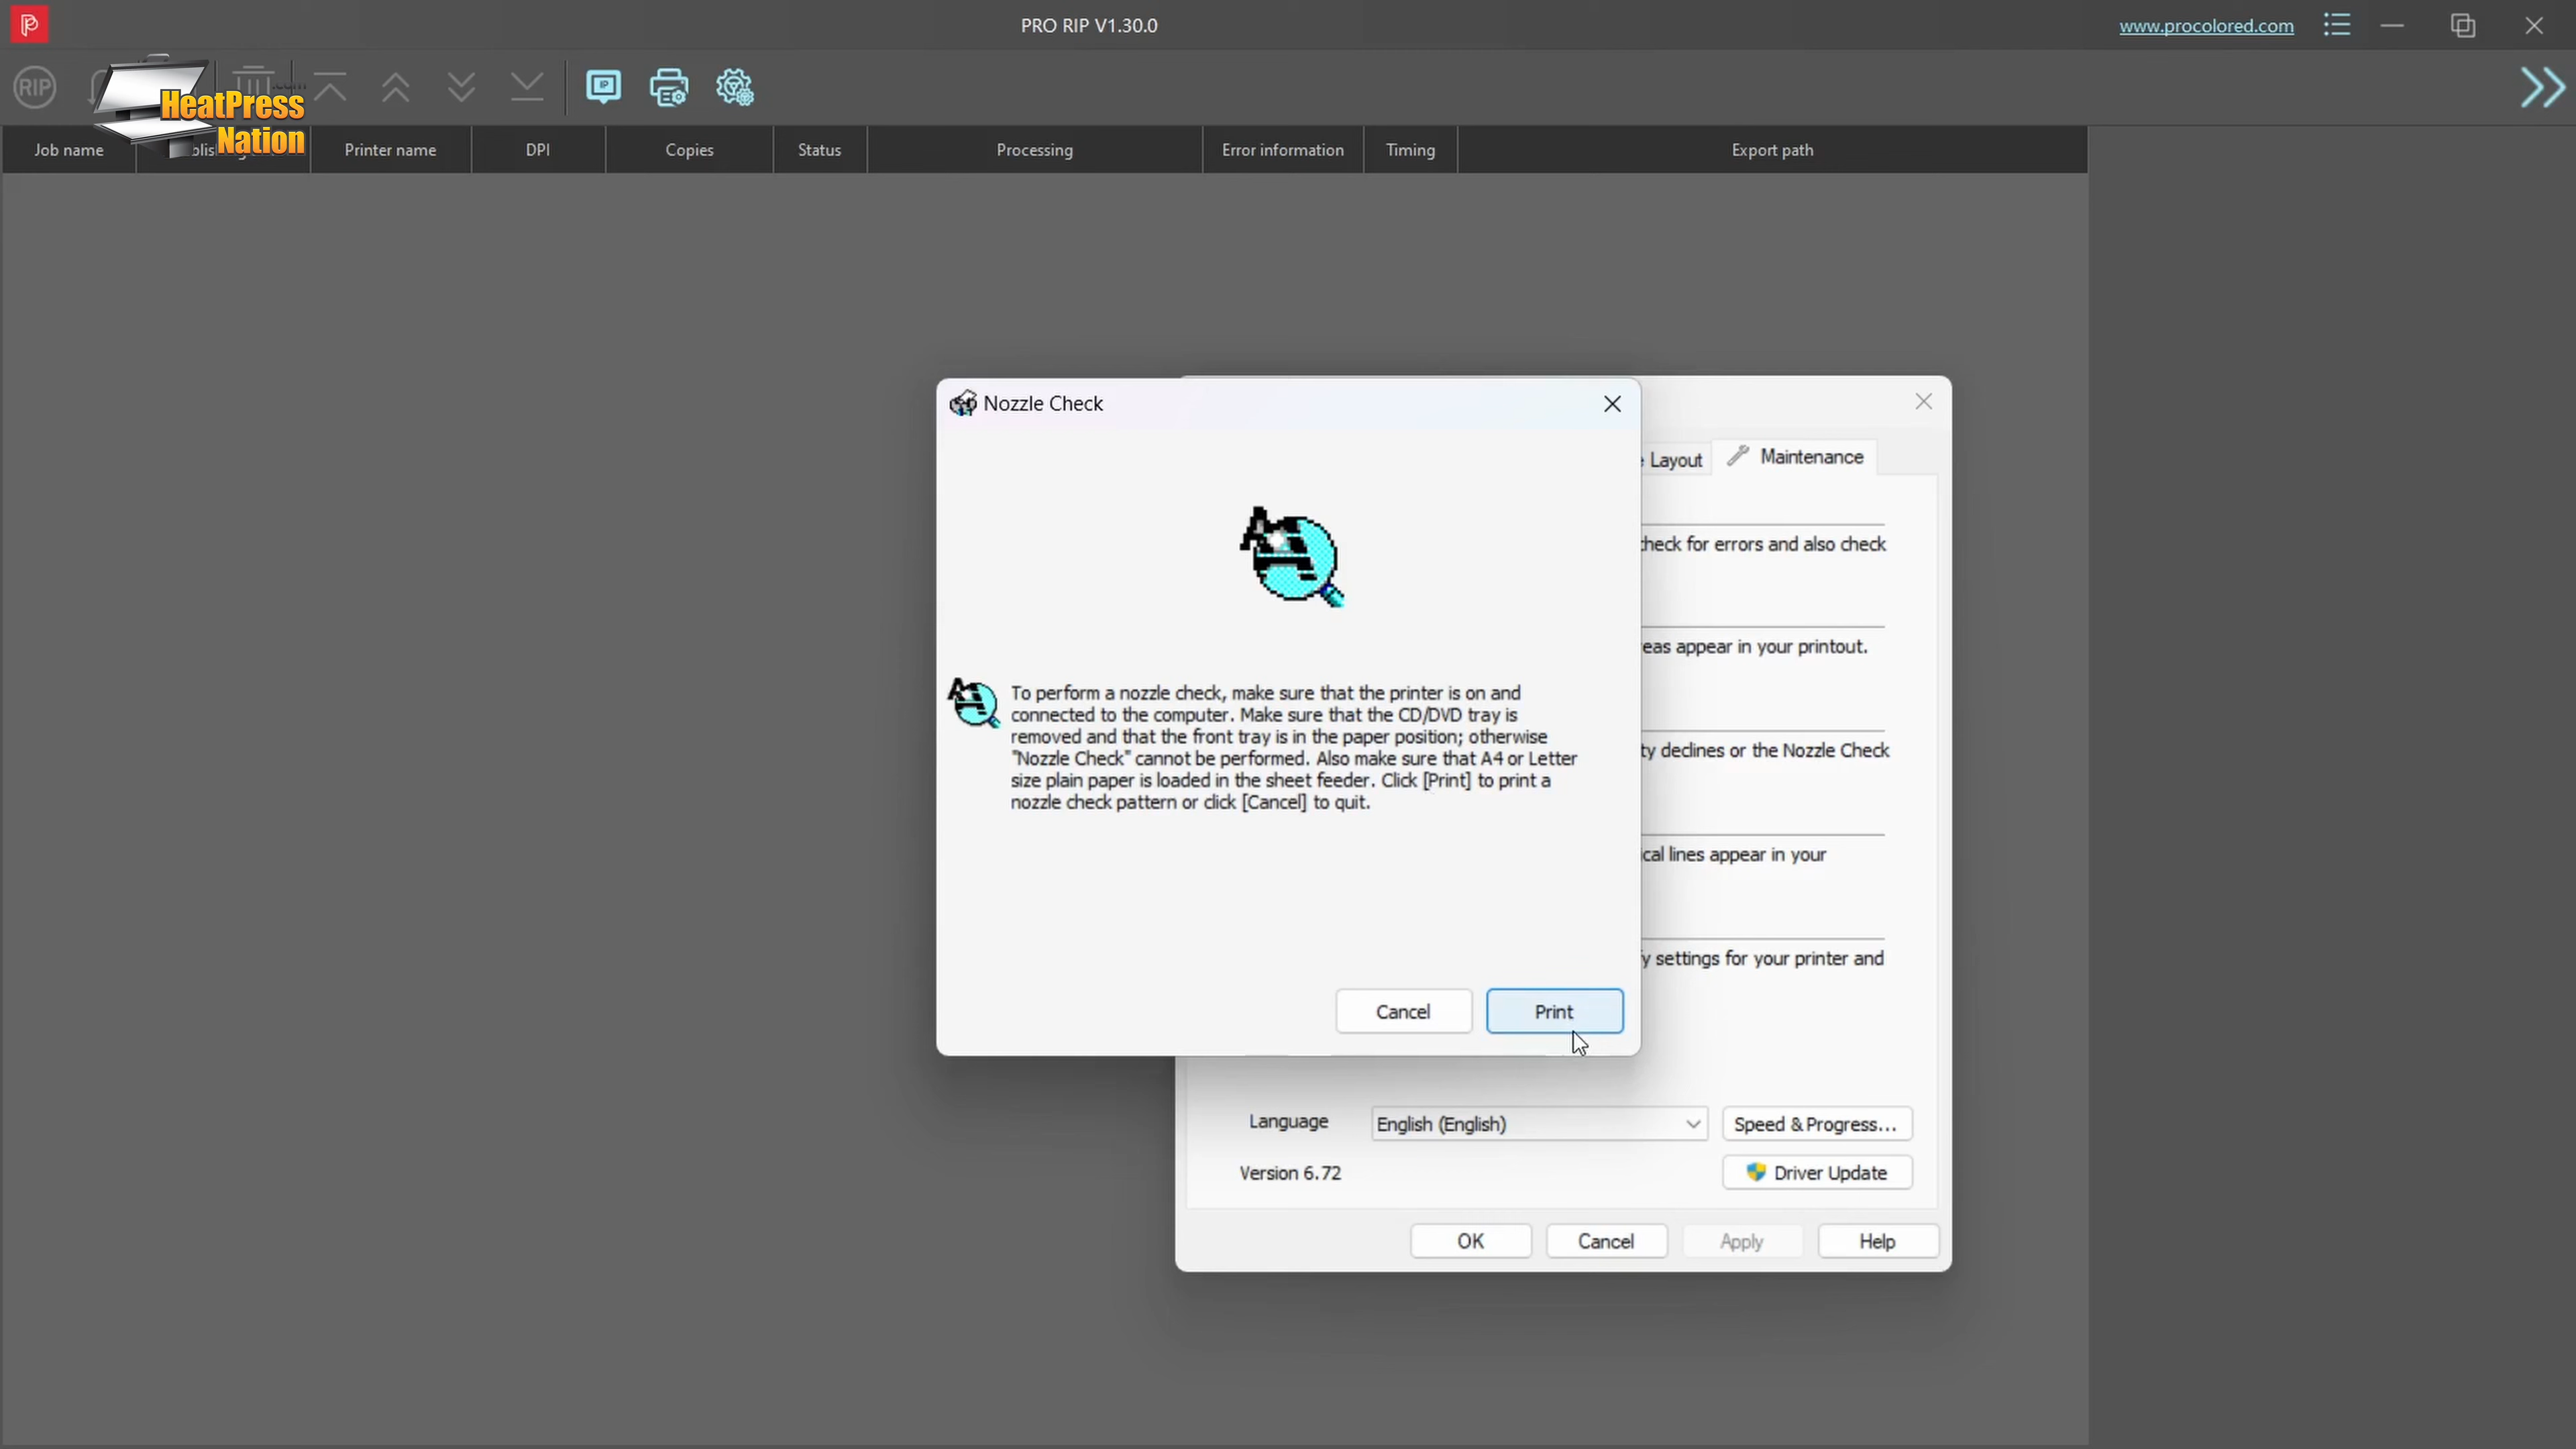 PRO RIP V1.30.0
www.procolored.com
RIP
HeatPress
Nation
Job name
Printer name
DPI
Copies
Status
Processing
Error information
Timing
Export path
Nozzle Check
Layout
Maintenance
check for errors and also check
appear in your printout.
To perform a nozzle check, make sure that the printer is on and
connected to the computer. Make sure that the CD/DVD tray is
removed and that the front tray is in the paper position; otherwise
"Nozzle Check" cannot be performed. Also make sure that A4 or Letter
size plain paper is loaded in the sheet feeder. Click [Print] to print a
nozzle check pattern or click [Cancel] to quit.
declines or the Nozzle Check
lines appear in your
settings for your printer and
Cancel
Print
Language
English (English)
Speed & Progress...
Version 6.72
Driver Update
OK
Cancel
Apply
Help